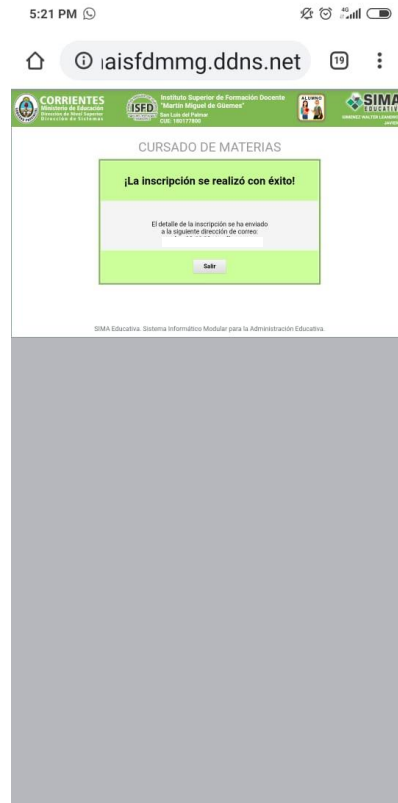 5:21 PM
4G
ⁱaisfdmmg.ddns.net
19
CORRIENTES
Ministerio de Educación
Dirección de Nivel Superior
Dirección de Sistemas
ISFD
Instituto Superior de Formación Docente
"Martín Miguel de Güemes"
San Luis del Palmar
CUE: 180177800
ALUMNO
SIMA
EDUCATIV
CURSADO DE MATERIAS
¡La inscripción se realizó con éxito!
El detalle de la inscripción se ha enviado
a la siguiente dirección de correo:
Salir
SIMA Educativa. Sistema Informático Modular para la Administración Educativa.